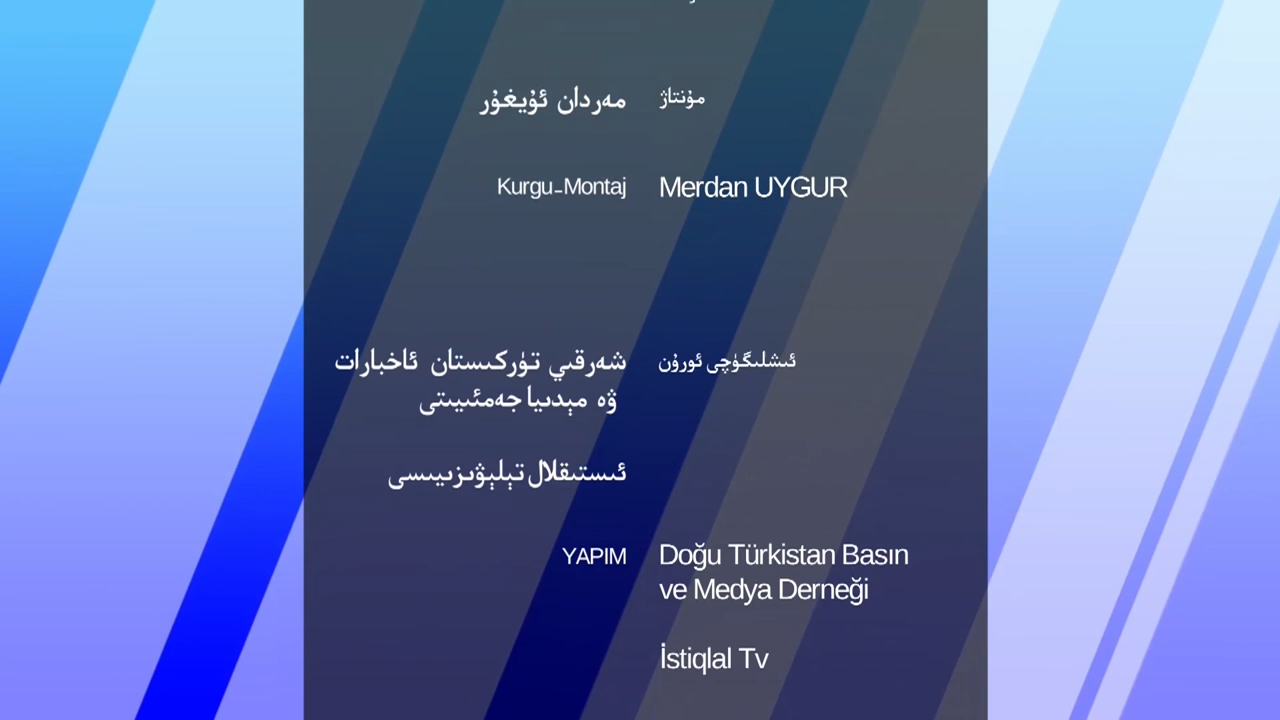 مۇنتاژ
مەردان ئۇيغۇر
Kurgu-Montaj
Merdan UYGUR
ئىشلىگۈچى ئورۇن
شەرقىي تۈركىستان ئاخبارات
ۋە مېدىيا جەمئىيىتى
ئىستىقلال تېلېۋىزىيىسى
YAPIM
Doğu Türkistan Basın
ve Medya Derneği
İstiqlal Tv